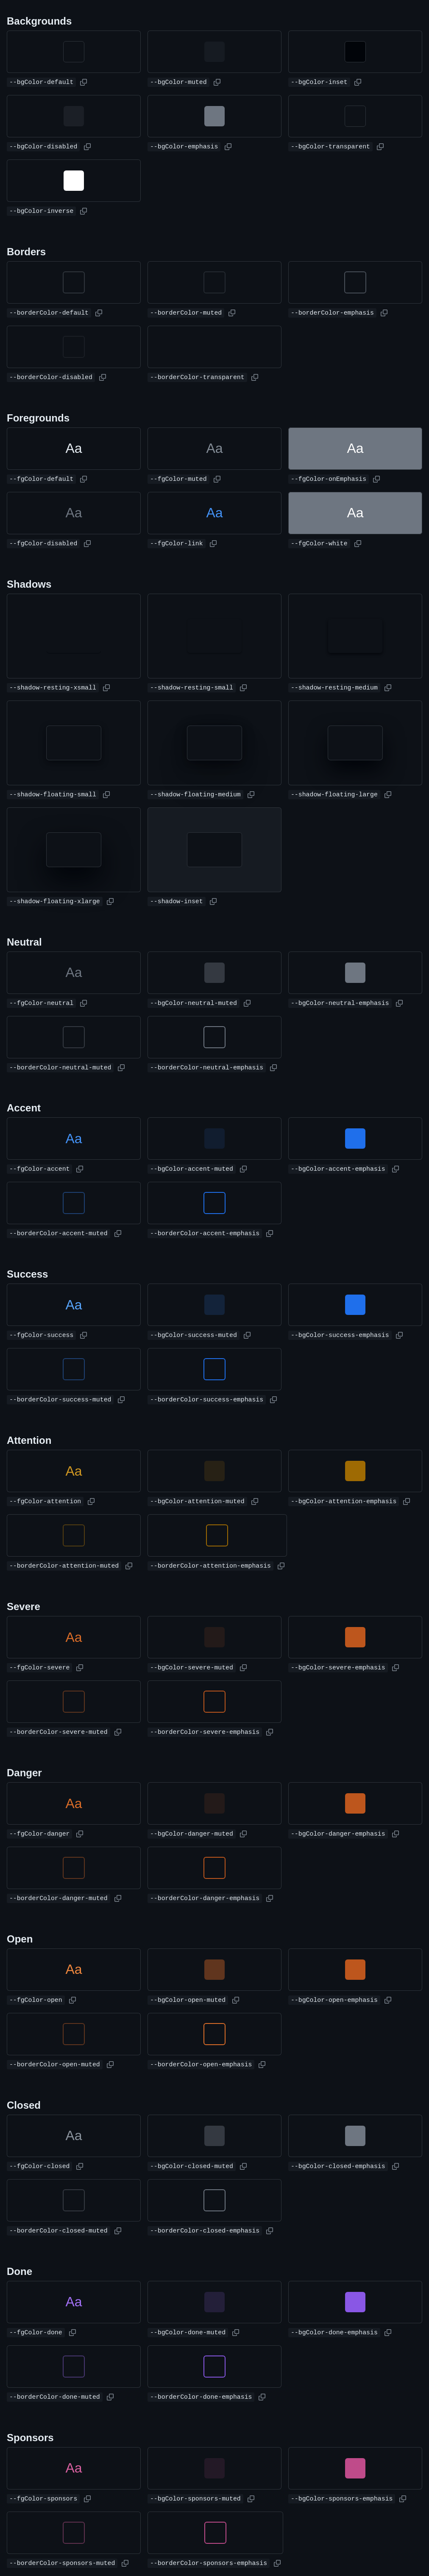 Backgrounds
--bgColor-default --bgColor-muted --bgColor-inset
--bgColor-disabled --bgColor-emphasis --bgColor-transparent
--bgColor-inverse
Borders
--borderColor-default --borderColor-muted --borderColor-emphasis
--borderColor-disabled --borderColor-transparent
Foregrounds
Aa Aa Aa
--fgColor-default --fgColor-muted --fgColor-onEmphasis
Aa Aa Aa
--fgColor-disabled --fgColor-link --fgColor-white
Shadows
--shadow-resting-xsmall --shadow-resting-small --shadow-resting-medium
--shadow-floating-small --shadow-floating-medium --shadow-floating-large
--shadow-floating-xlarge --shadow-inset
Neutral
Aa
--fgColor-neutral --bgColor-neutral-muted --bgColor-neutral-emphasis
--borderColor-neutral-muted --borderColor-neutral-emphasis
Accent
Aa
--fgColor-accent --bgColor-accent-muted --bgColor-accent-emphasis
--borderColor-accent-muted --borderColor-accent-emphasis
Success
Aa
--fgColor-success --bgColor-success-muted --bgColor-success-emphasis
--borderColor-success-muted --borderColor-success-emphasis
Attention
Aa
--fgColor-attention --bgColor-attention-muted --bgColor-attention-emphasis
--borderColor-attention-muted --borderColor-attention-emphasis
Severe
Aa
--fgColor-severe --bgColor-severe-muted --bgColor-severe-emphasis
--borderColor-severe-muted --borderColor-severe-emphasis
Danger
Aa
--fgColor-danger --bgColor-danger-muted --bgColor-danger-emphasis
--borderColor-danger-muted --borderColor-danger-emphasis
Open
Aa
--fgColor-open --bgColor-open-muted --bgColor-open-emphasis
--borderColor-open-muted --borderColor-open-emphasis
Closed
Aa
--fgColor-closed --bgColor-closed-muted --bgColor-closed-emphasis
--borderColor-closed-muted --borderColor-closed-emphasis
Done
Aa
--fgColor-done --bgColor-done-muted --bgColor-done-emphasis
--borderColor-done-muted --borderColor-done-emphasis
Sponsors
Aa
--fgColor-sponsors --bgColor-sponsors-muted --bgColor-sponsors-emphasis
--borderColor-sponsors-muted --borderColor-sponsors-emphasis